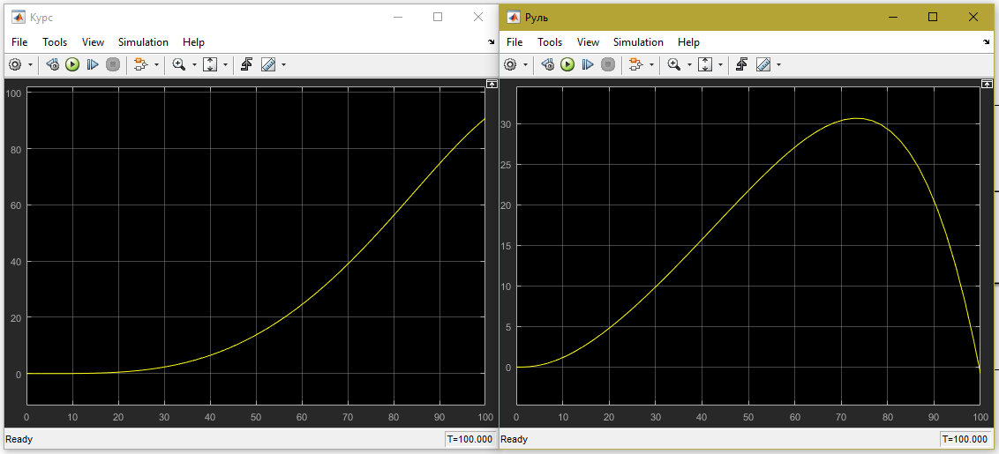 Курс
File Tools View Simulation Help
100
80
60
40
20
0
0 10 20 30 40 50 60 70 80 90 100
Ready T=100.000
Руль
File Tools View Simulation Help
30
25
20
15
10
5
0
0 10 20 30 40 50 60 70 80 90 100
Ready T=100.000